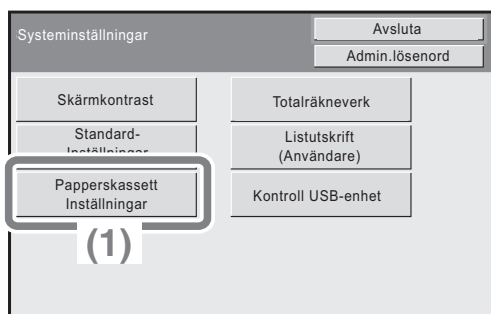 Systeminställningar
Avsluta
Admin.lösenord
Skärmkontrast
Totalräkneverk
Standard-
Inställningar
Listutskrift
(Användare)
Papperskassett
Inställningar
Kontroll USB-enhet
(1)